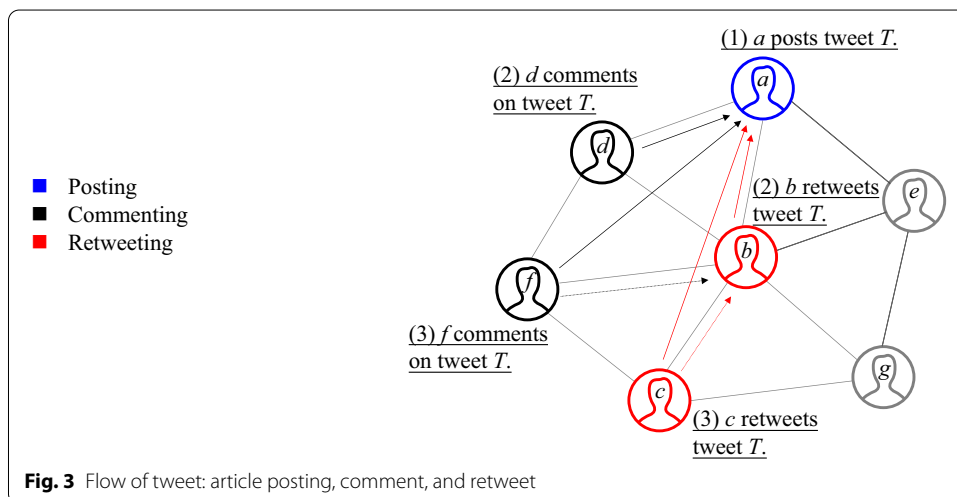 (1) a posts tweet T.
(2) d comments
on tweet T.
a
d
Posting
Commenting
Retweeting
(2) b retweets
tweet T.
e
b
f
(3) f comments
on tweet T.
g
c
(3) c retweets
tweet T.
Fig. 3 Flow of tweet: article posting, comment, and retweet